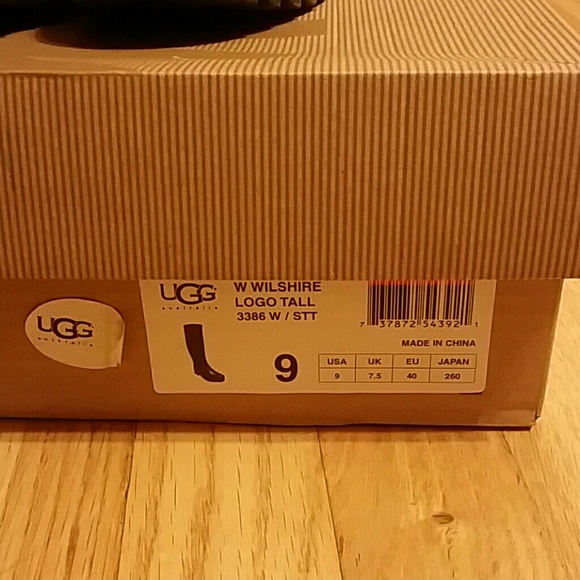 UGG
australia
UGG
australia
W WILSHIRE
LOGO TALL
3386 W / STT
7 37872 54392 1
MADE IN CHINA
9
USA UK EU JAPAN
9 7.5 40 260